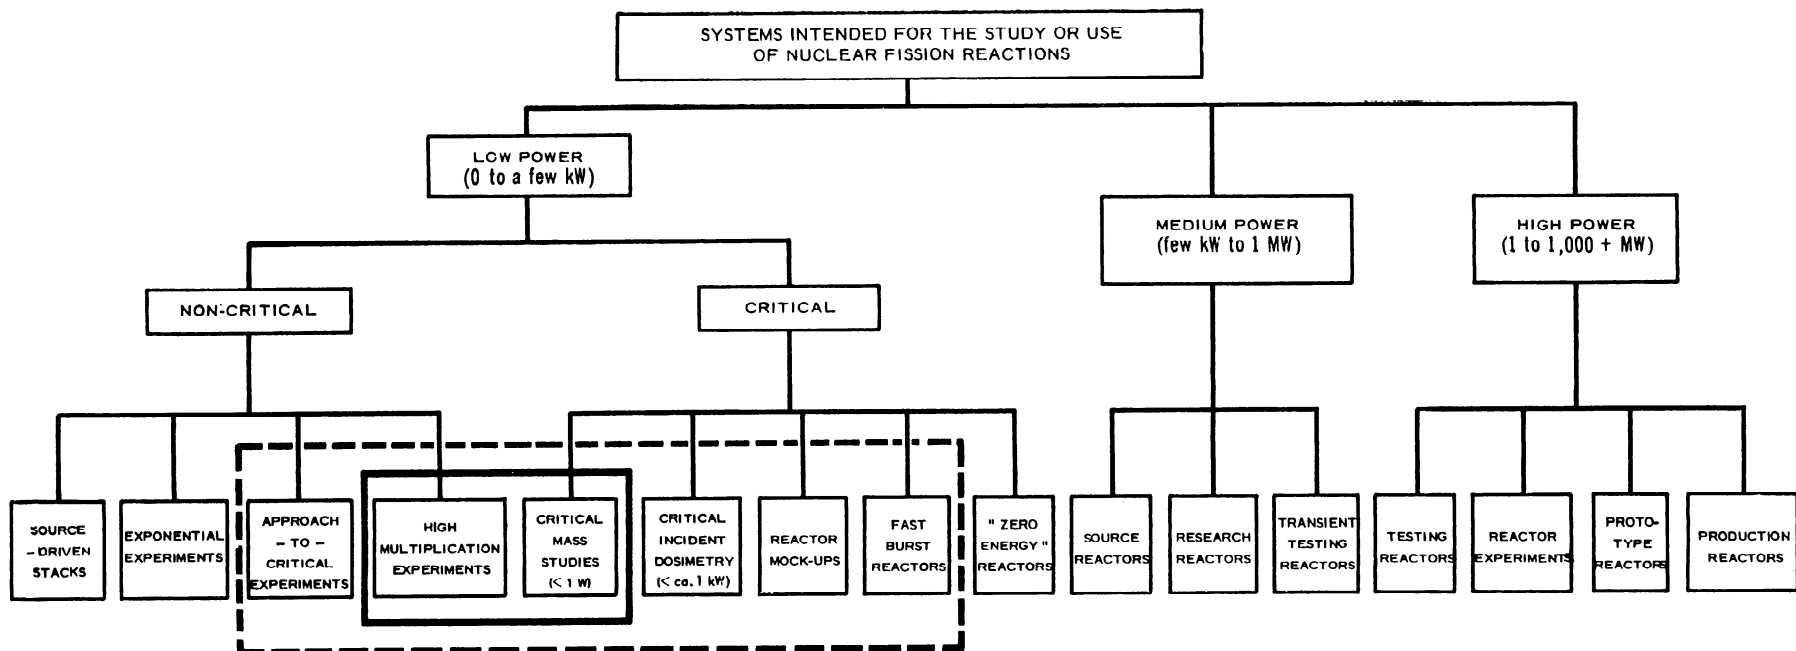 SYSTEMS INTENDED FOR THE STUDY OR USE
OF NUCLEAR FISSION REACTIONS
LOW POWER
(0 to a few kW)
MEDIUM POWER
(few kW to 1 MW)
HIGH POWER
(1 to 1,000 + MW)
NON-CRITICAL
CRITICAL
SOURCE
- DRIVEN
STACKS
EXPONENTIAL
EXPERIMENTS
APPROACH
- TO -
CRITICAL
EXPERIMENTS
HIGH
MULTIPLICATION
EXPERIMENTS
CRITICAL
MASS
STUDIES
(< 1 W)
CRITICAL
INCIDENT
DOSIMETRY
(< ca. 1 kW)
REACTOR
MOCK-UPS
FAST
BURST
REACTORS
" ZERO
ENERGY "
REACTORS
SOURCE
REACTORS
RESEARCH
REACTORS
TRANSIENT
TESTING
REACTORS
TESTING
REACTORS
REACTOR
EXPERIMENTS
PROTO-
TYPE
REACTORS
PRODUCTION
REACTORS